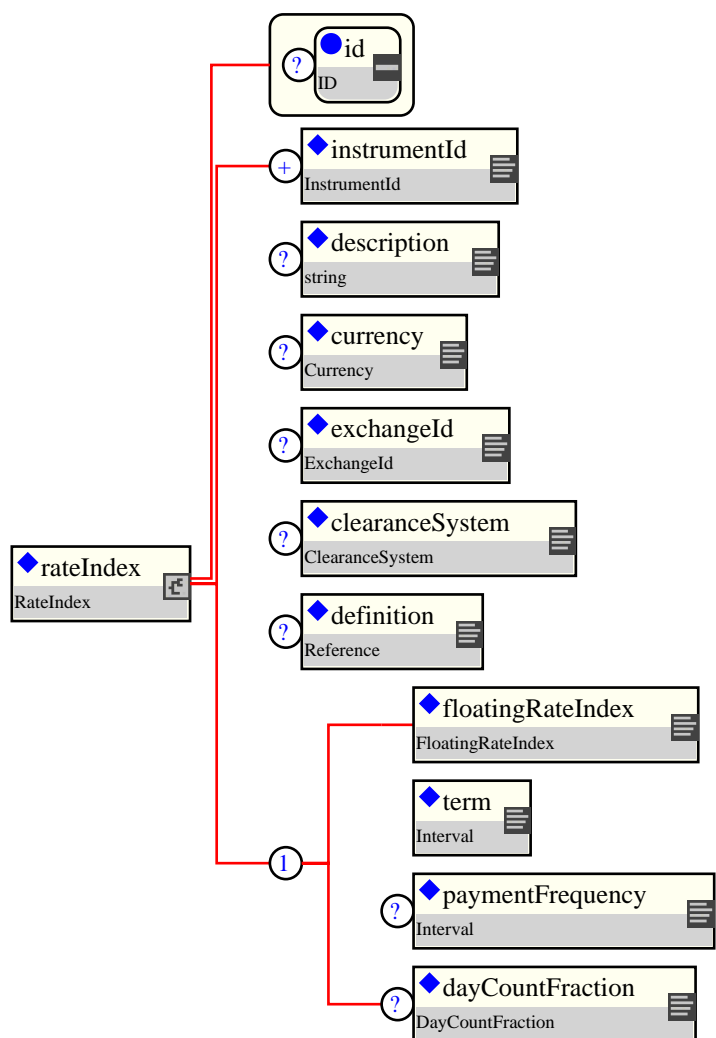 ? id
ID
+ instrumentId
InstrumentId
? description
string
? currency
Currency
? exchangeId
ExchangeId
? clearanceSystem
ClearanceSystem
rateIndex
RateIndex
? definition
Reference
floatingRateIndex
FloatingRateIndex
term
Interval
1
? paymentFrequency
Interval
? dayCountFraction
DayCountFraction